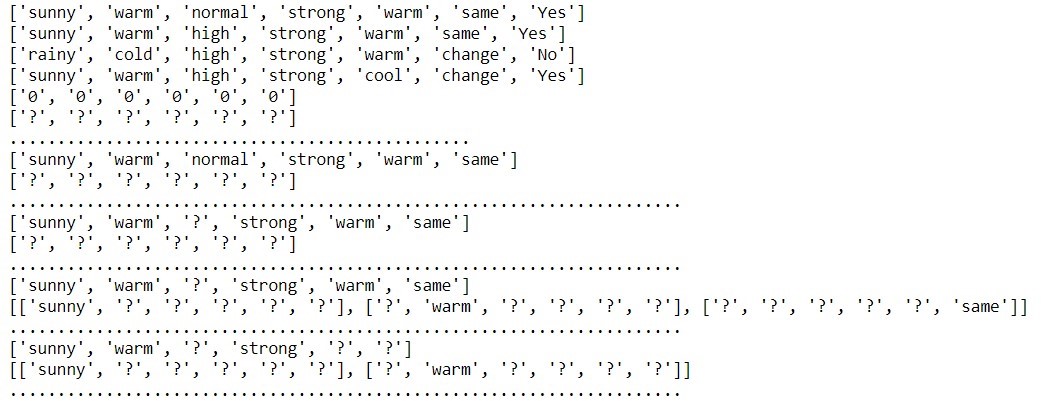 ['sunny', 'warm', 'normal', 'strong', 'warm', 'same', 'Yes']
['sunny', 'warm', 'high', 'strong', 'warm', 'same', 'Yes']
['rainy', 'cold', 'high', 'strong', 'warm', 'change', 'No']
['sunny', 'warm', 'high', 'strong', 'cool', 'change', 'Yes']
['0', '0', '0', '0', '0', '0']
['?', '?', '?', '?', '?', '?']
................................................
['sunny', 'warm', 'normal', 'strong', 'warm', 'same']
['?', '?', '?', '?', '?', '?']
......................................................................
['sunny', 'warm', '?', 'strong', 'warm', 'same']
['?', '?', '?', '?', '?', '?']
......................................................................
['sunny', 'warm', '?', 'strong', 'warm', 'same']
[['sunny', '?', '?', '?', '?', '?'], ['?', 'warm', '?', '?', '?', '?'], ['?', '?', '?', '?', '?', 'same']]
......................................................................
['sunny', 'warm', '?', 'strong', '?', '?']
[['sunny', '?', '?', '?', '?', '?'], ['?', 'warm', '?', '?', '?', '?']]
......................................................................